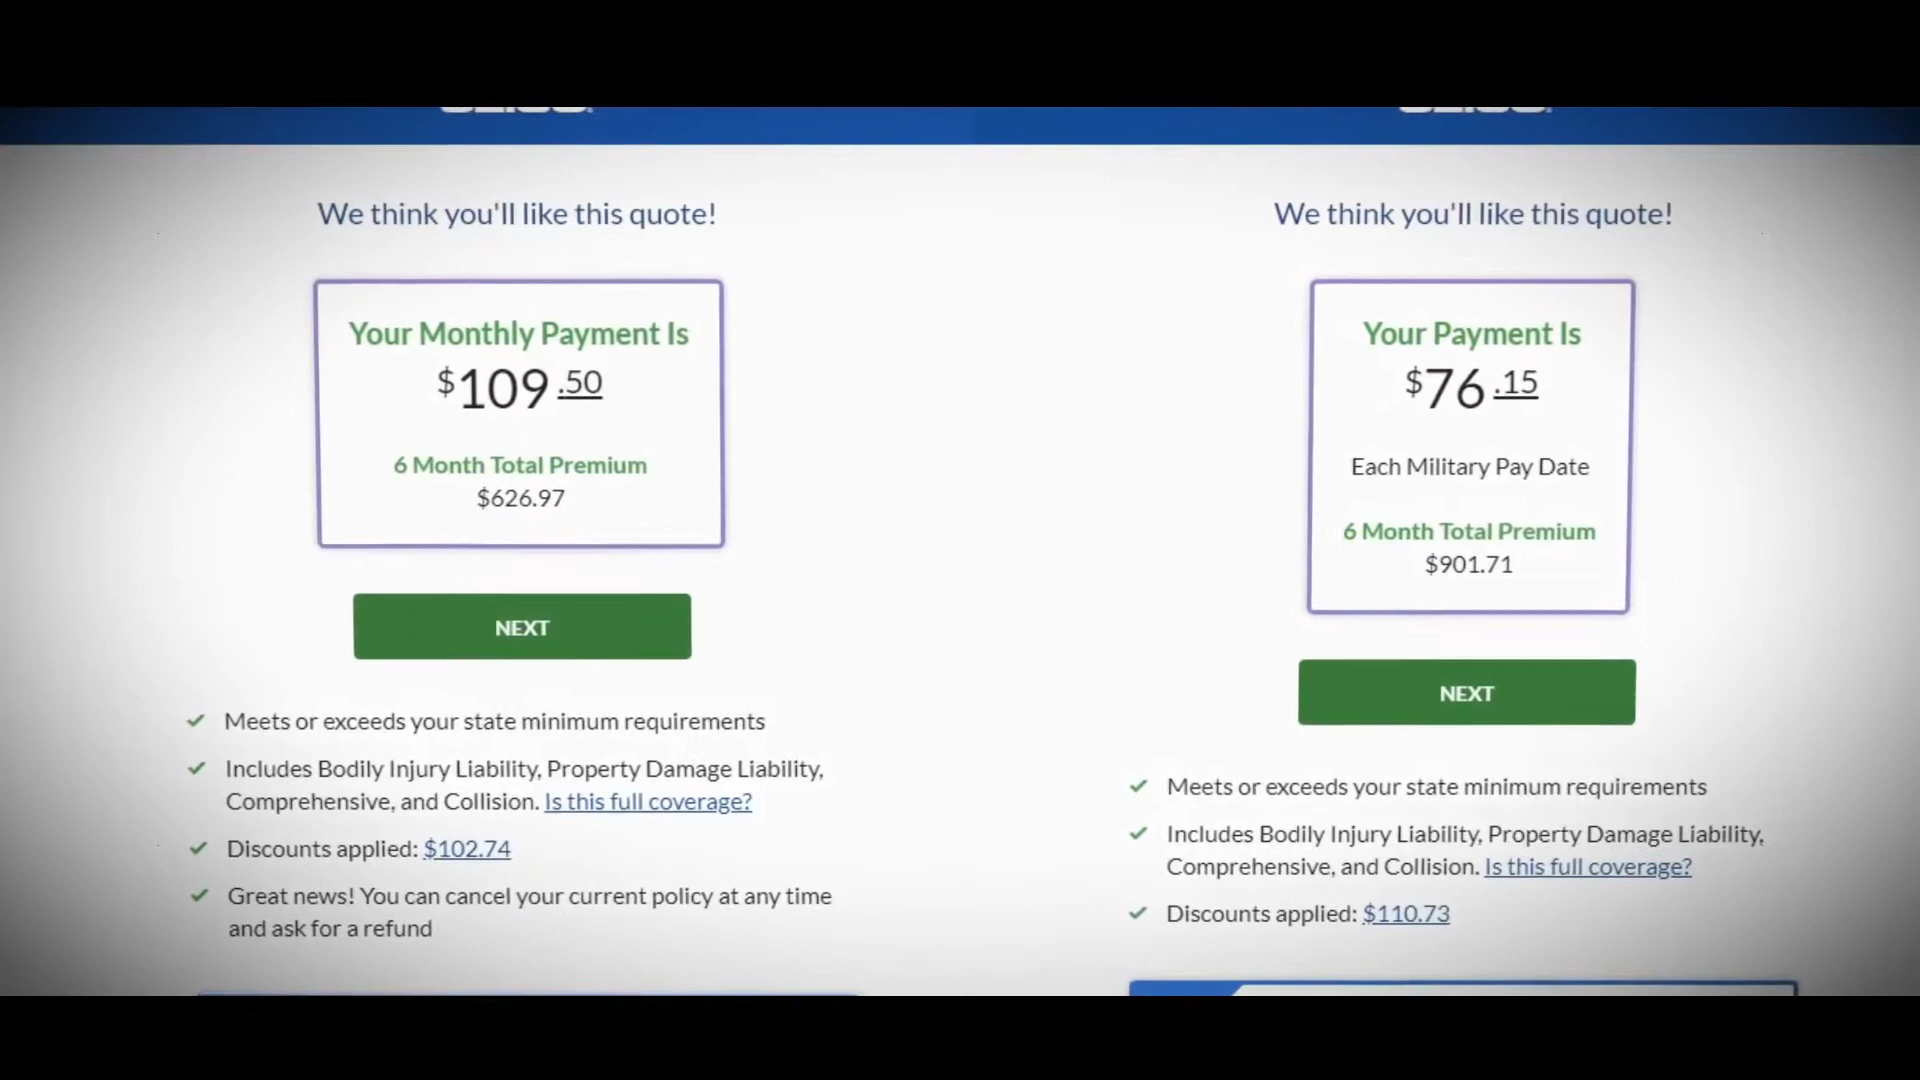 We think you'll like this quote!
Your Monthly Payment Is
$109.50
6 Month Total Premium
$626.97
NEXT
Meets or exceeds your state minimum requirements
Includes Bodily Injury Liability, Property Damage Liability,
Comprehensive, and Collision. Is this full coverage?
Discounts applied: $102.74
Great news! You can cancel your current policy at any time
and ask for a refund
We think you'll like this quote!
Your Payment Is
$76.15
Each Military Pay Date
6 Month Total Premium
$901.71
NEXT
Meets or exceeds your state minimum requirements
Includes Bodily Injury Liability, Property Damage Liability,
Comprehensive, and Collision. Is this full coverage?
Discounts applied: $110.73